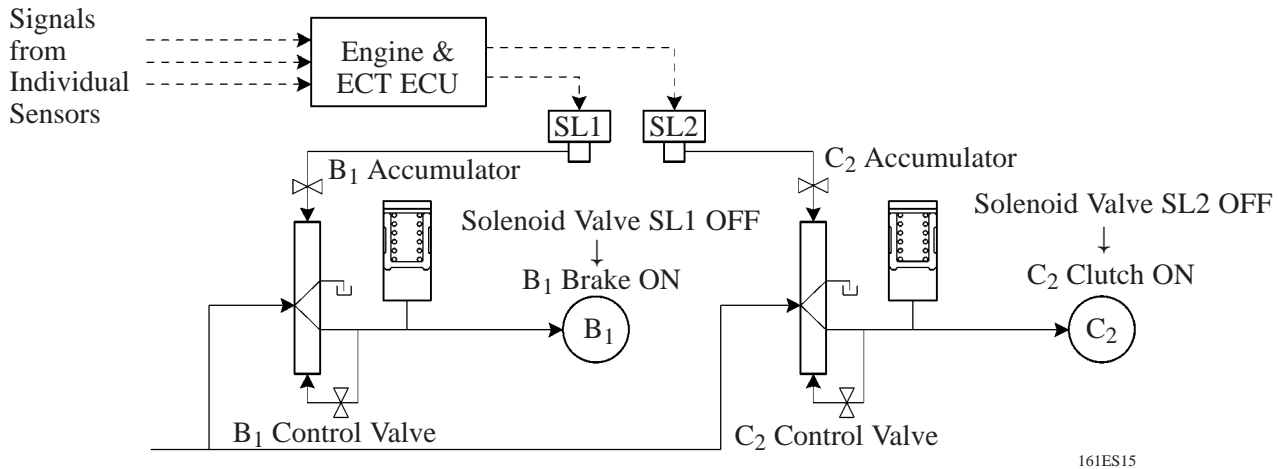 Signals
from
Individual
Sensors
Engine &
ECT ECU
SL1
SL2
B1 Accumulator
C2 Accumulator
Solenoid Valve SL1 OFF
Solenoid Valve SL2 OFF
B1 Brake ON
C2 Clutch ON
B1
C2
B1 Control Valve
C2 Control Valve
161ES15